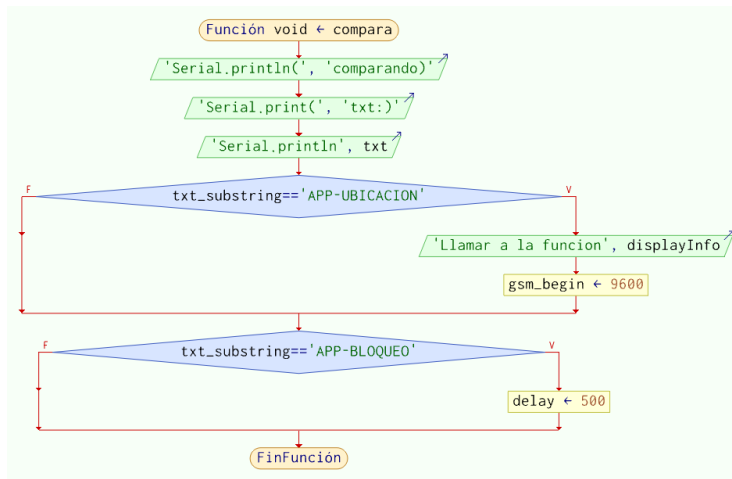 Función void ← compara
'Serial.println(', 'comparando)'
'Serial.print(', 'txt:)'
'Serial.println', txt
F
txt_substring=='APP-UBICACION'
V
'Llamar a la funcion', displayInfo
gsm_begin ← 9600
F
txt_substring=='APP-BLOQUEO'
V
delay ← 500
FinFunción